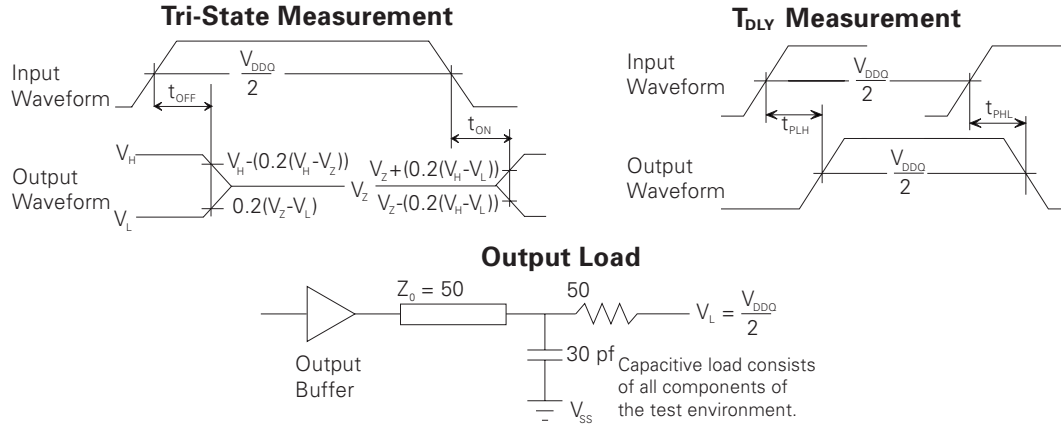 Tri-State Measurement
Input
Waveform
V_DDQ
2
t_OFF
t_ON
Output
Waveform
V_H
V_L
V_H-(0.2(V_H-V_Z))
0.2(V_Z-V_L)
V_Z
V_Z+(0.2(V_H-V_L))
V_Z-(0.2(V_H-V_L))
T_DLY Measurement
Input
Waveform
V_DDQ
2
t_PLH
t_PHL
Output
Waveform
V_DDQ
2
Output Load
Output
Buffer
Z_0 = 50
50
V_L = V_DDQ
2
30 pf
V_SS
Capacitive load consists
of all components of
the test environment.